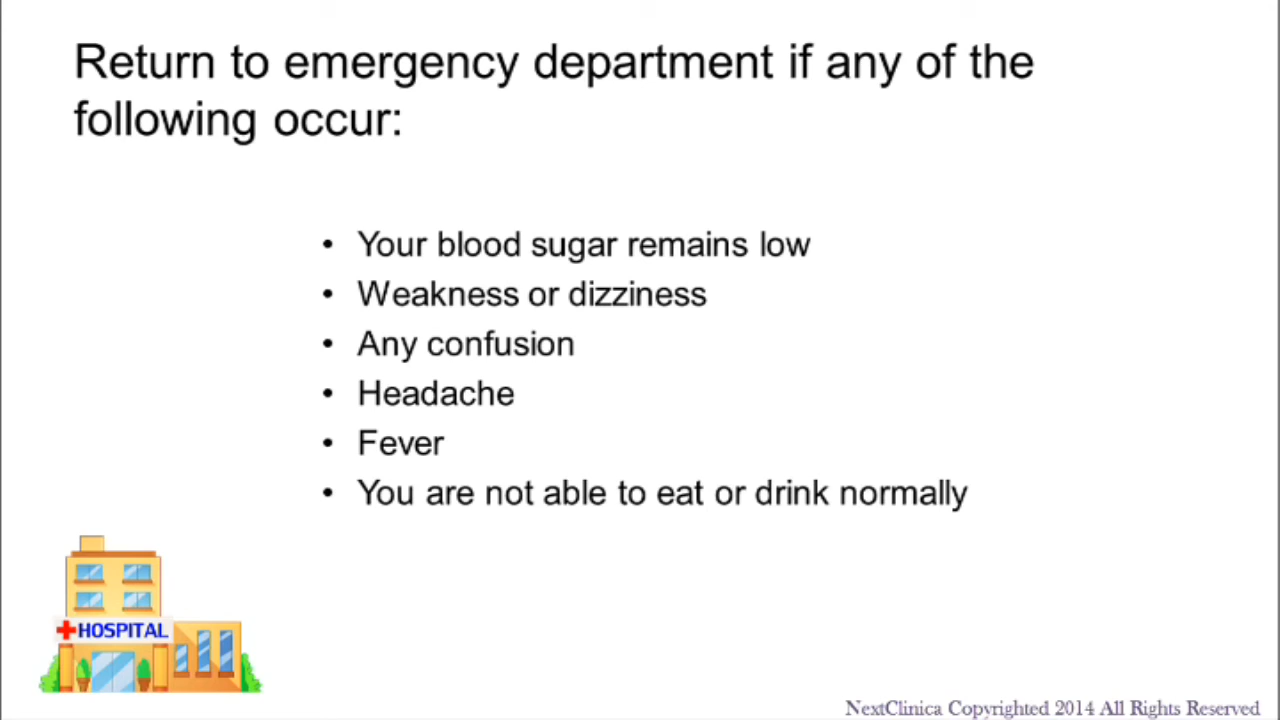 Return to emergency department if any of the
following occur:
• Your blood sugar remains low
• Weakness or dizziness
• Any confusion
• Headache
• Fever
• You are not able to eat or drink normally
HOSPITAL
NextClinica Copyrighted 2014 All Rights Reserved